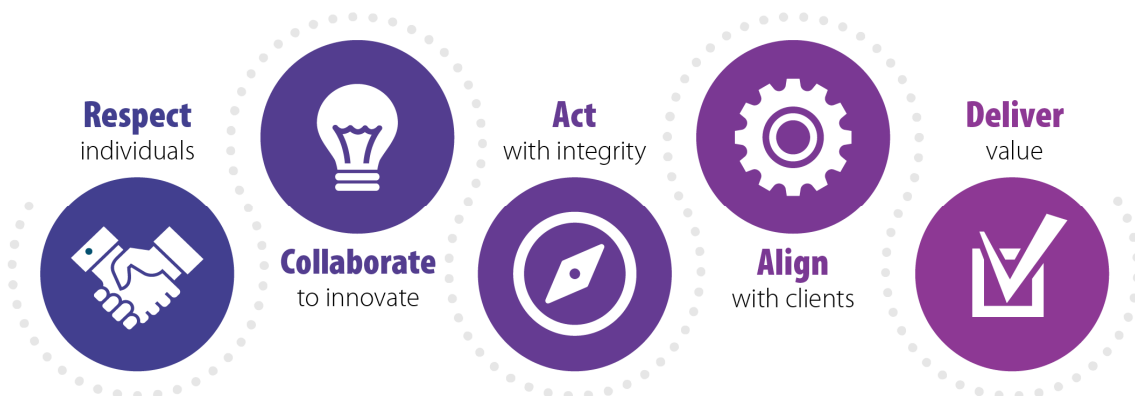 Respect
individuals
Collaborate
to innovate
Act
with integrity
Align
with clients
Deliver
value